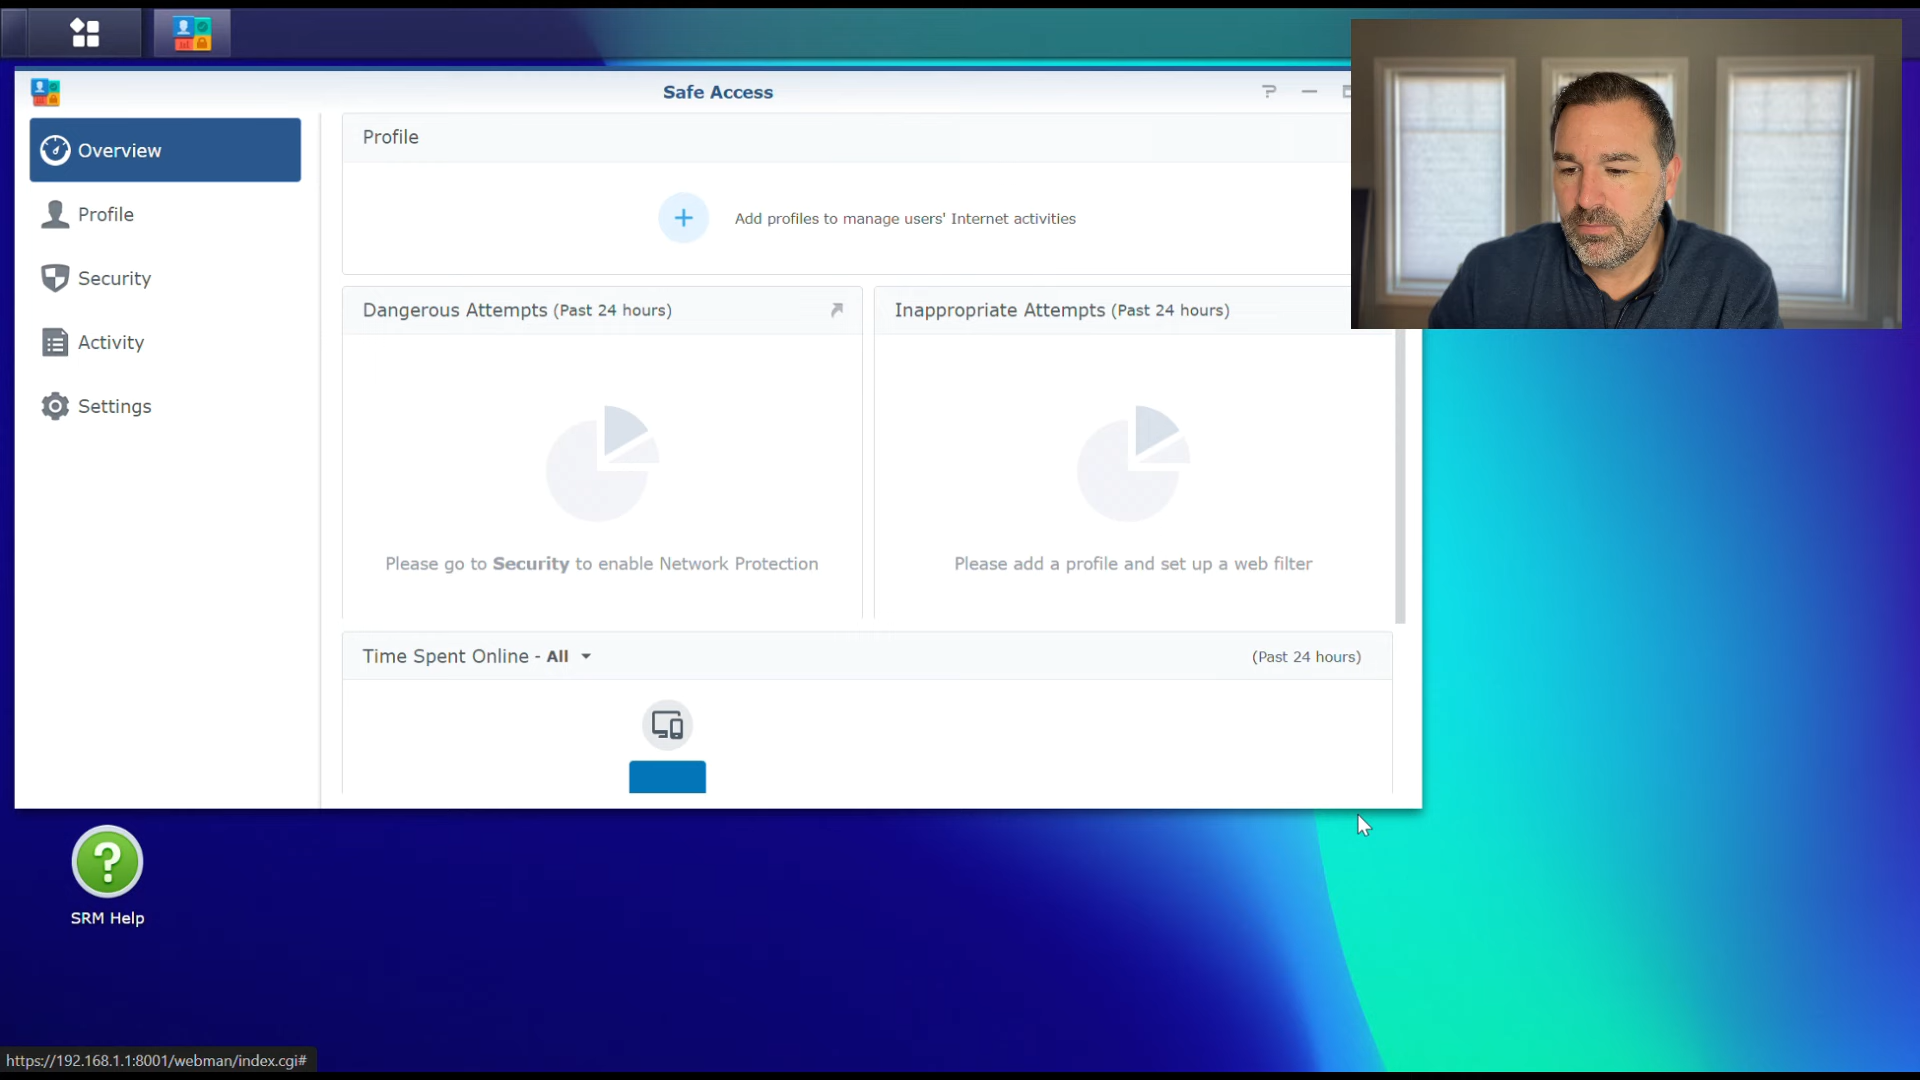 Safe Access
Overview
Profile
Security
Activity
Settings
Profile
Add profiles to manage users' Internet activities
Dangerous Attempts (Past 24 hours)
Please go to Security to enable Network Protection
Inappropriate Attempts (Past 24 hours)
Please add a profile and set up a web filter
Time Spent Online - All
(Past 24 hours)
SRM Help
https://192.168.1.1:8001/webman/index.cgi#